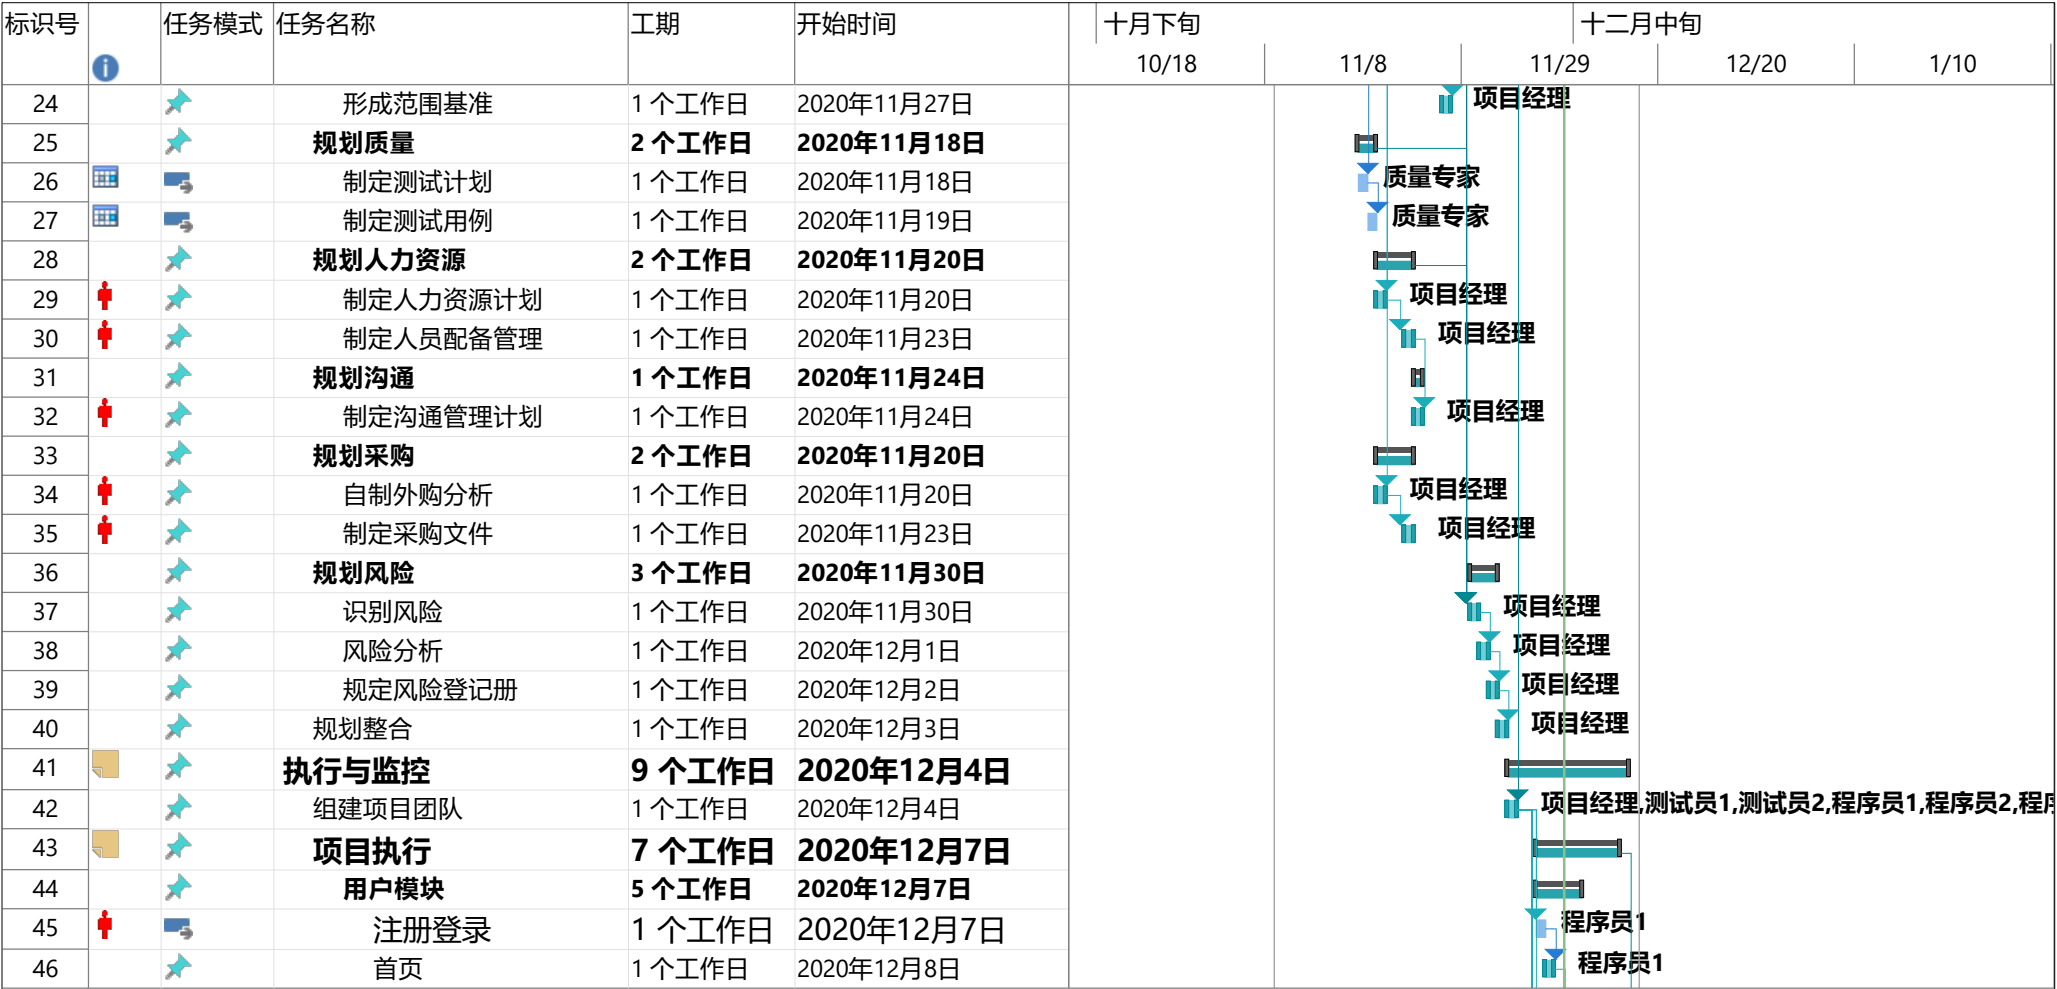 标识号 任务模式 任务名称 工期 开始时间 十月下旬 十二月中旬
10/18 11/8 11/29 12/20 1/10
24 形成范围基准 1 个工作日 2020年11月27日 项目经理
25 规划质量 2 个工作日 2020年11月18日
26 制定测试计划 1 个工作日 2020年11月18日 质量专家
27 制定测试用例 1 个工作日 2020年11月19日 质量专家
28 规划人力资源 2 个工作日 2020年11月20日
29 制定人力资源计划 1 个工作日 2020年11月20日 项目经理
30 制定人员配备管理 1 个工作日 2020年11月23日 项目经理
31 规划沟通 1 个工作日 2020年11月24日
32 制定沟通管理计划 1 个工作日 2020年11月24日 项目经理
33 规划采购 2 个工作日 2020年11月20日
34 自制外购分析 1 个工作日 2020年11月20日 项目经理
35 制定采购文件 1 个工作日 2020年11月23日 项目经理
36 规划风险 3 个工作日 2020年11月30日
37 识别风险 1 个工作日 2020年11月30日 项目经理
38 风险分析 1 个工作日 2020年12月1日 项目经理
39 规定风险登记册 1 个工作日 2020年12月2日 项目经理
40 规划整合 1 个工作日 2020年12月3日 项目经理
41 执行与监控 9 个工作日 2020年12月4日
42 组建项目团队 1 个工作日 2020年12月4日 项目经理,测试员1,测试员2,程序员1,程序员2,程序
43 项目执行 7 个工作日 2020年12月7日
44 用户模块 5 个工作日 2020年12月7日
45 注册登录 1 个工作日 2020年12月7日 程序员1
46 首页 1 个工作日 2020年12月8日 程序员1